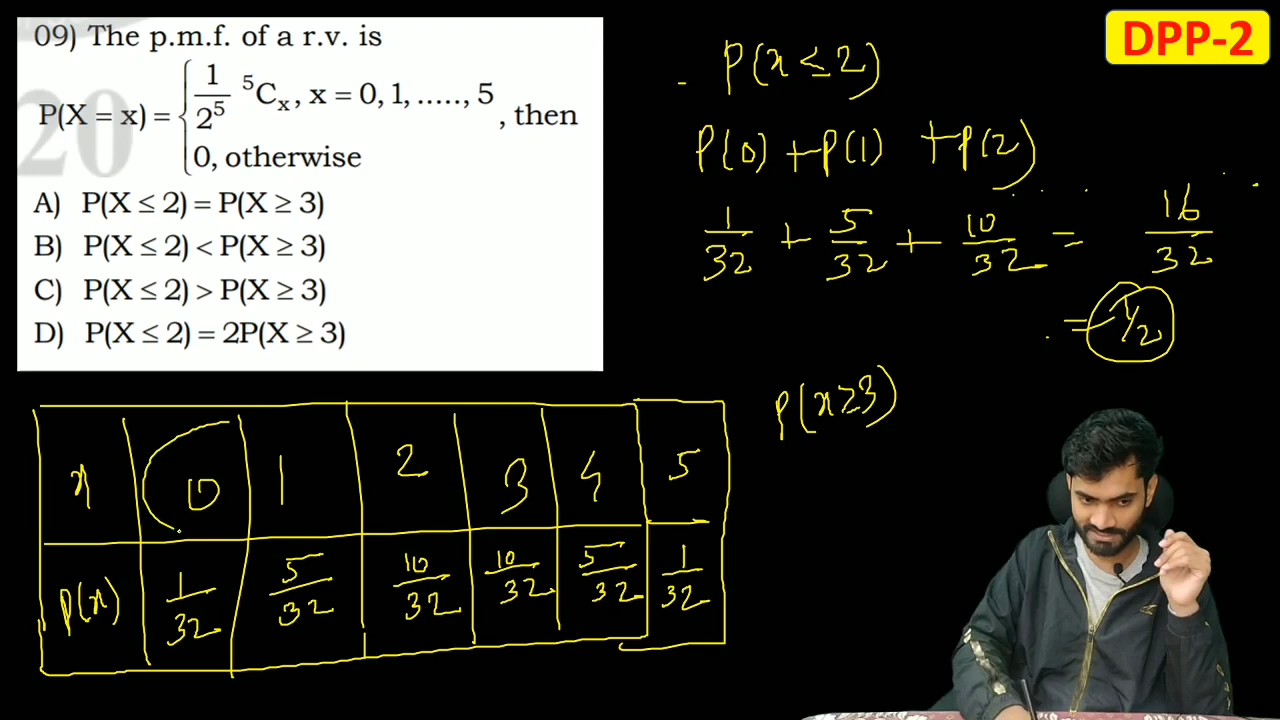 DPP-2
09) The p.m.f. of a r.v. is
P(X = x) = { 1/2⁵ ⁵Cₓ, x = 0, 1, ....., 5
0, otherwise
, then
A) P(X ≤ 2) = P(X ≥ 3)
B) P(X ≤ 2) < P(X ≥ 3)
C) P(X ≤ 2) > P(X ≥ 3)
D) P(X ≤ 2) = 2P(X ≥ 3)
20
P(x ≤ 2)
P(0) + P(1) + P(2)
1/32 + 5/32 + 10/32 = 16/32
= 1/2
P(x ≥ 3)
x 0 1 2 3 4 5
P(x) 1/32 5/32 10/32 10/32 5/32 1/32